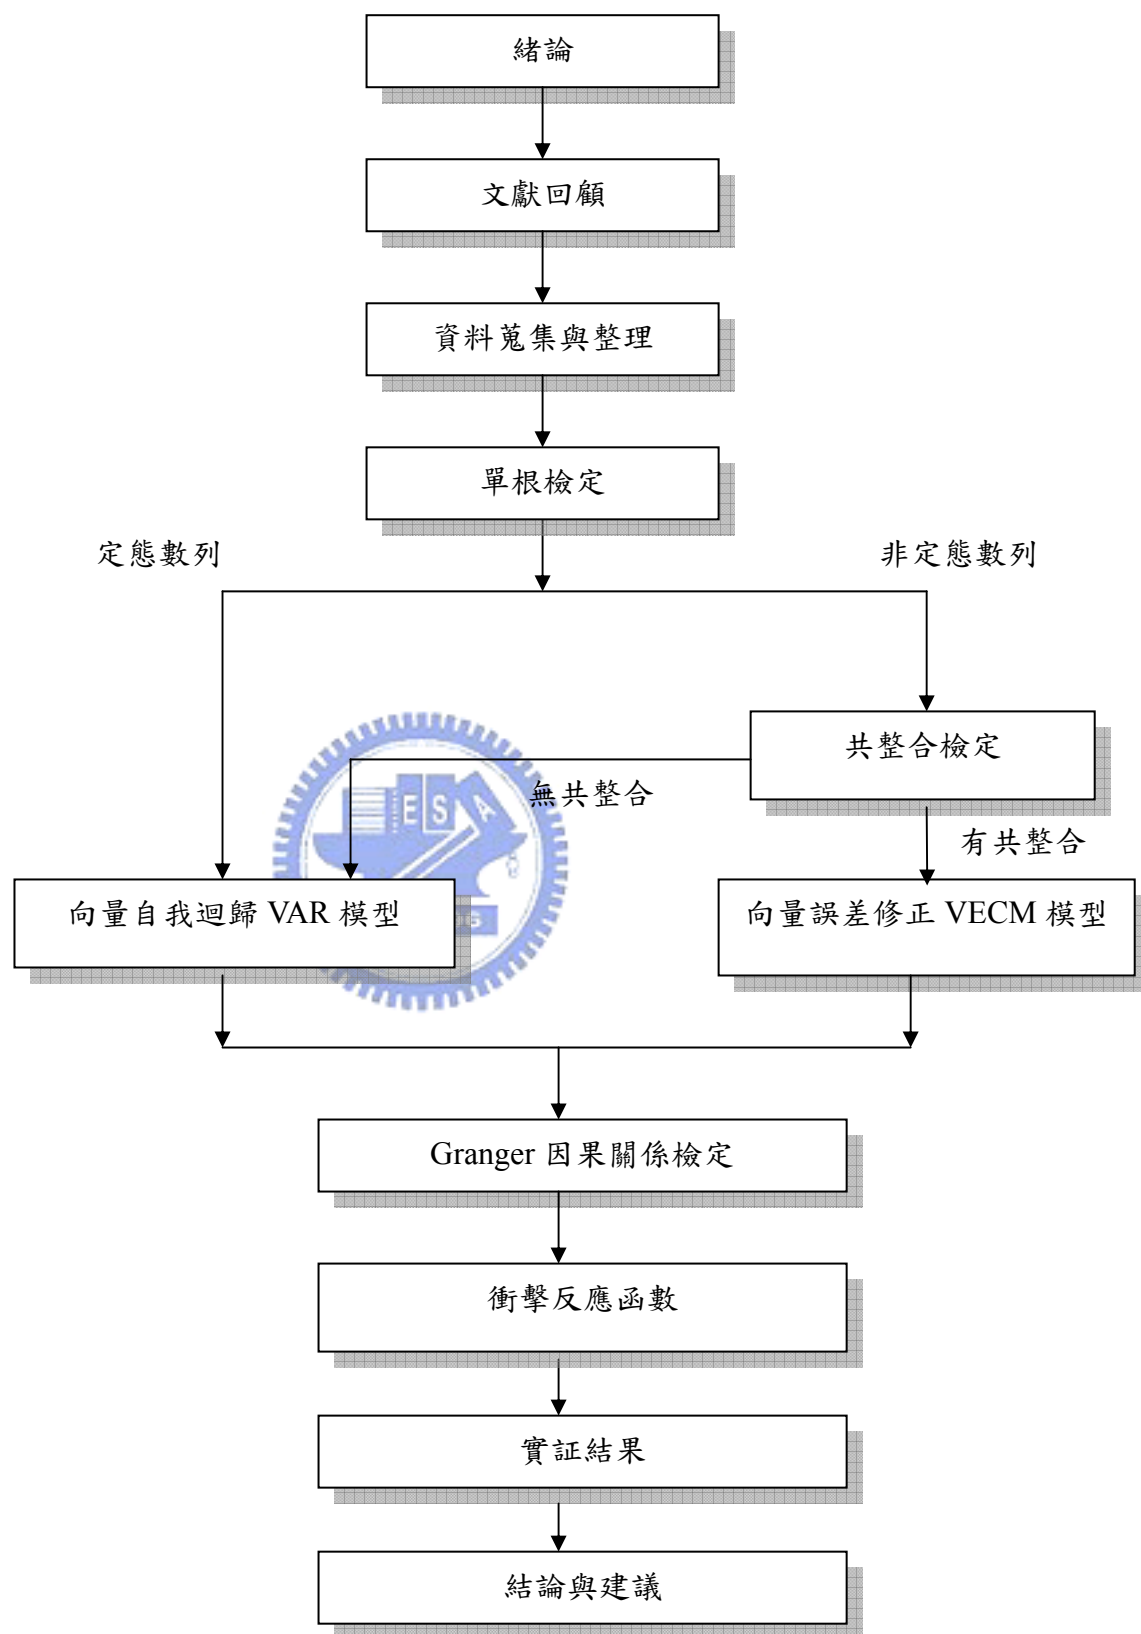 緒論
文獻回顧
資料蒐集與整理
單根檢定
定態數列
非定態數列
共整合檢定
無共整合
有共整合
向量自我迴歸 VAR 模型
向量誤差修正 VECM 模型
Granger 因果關係檢定
衝擊反應函數
實証結果
結論與建議
ESA